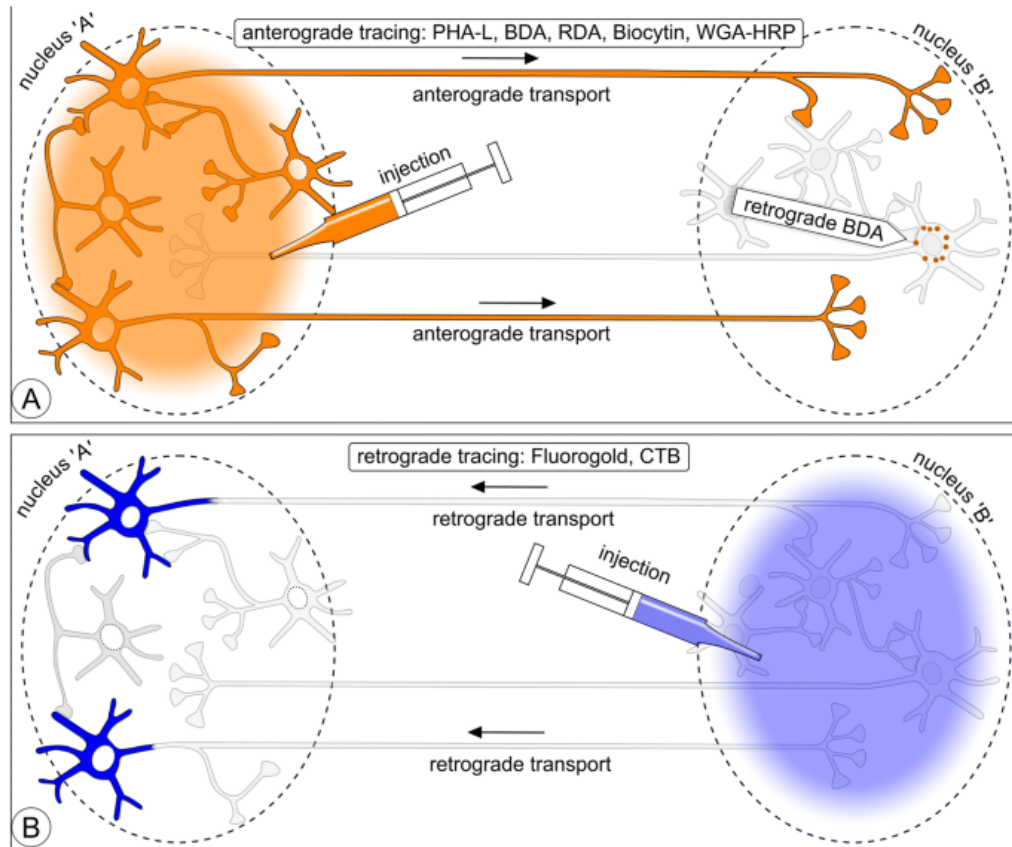 anterograde tracing: PHA-L, BDA, RDA, Biocytin, WGA-HRP
nucleus 'A'
nucleus 'B'
anterograde transport
injection
retrograde BDA
anterograde transport
A
retrograde tracing: Fluorogold, CTB
nucleus 'A'
nucleus 'B'
retrograde transport
injection
retrograde transport
B